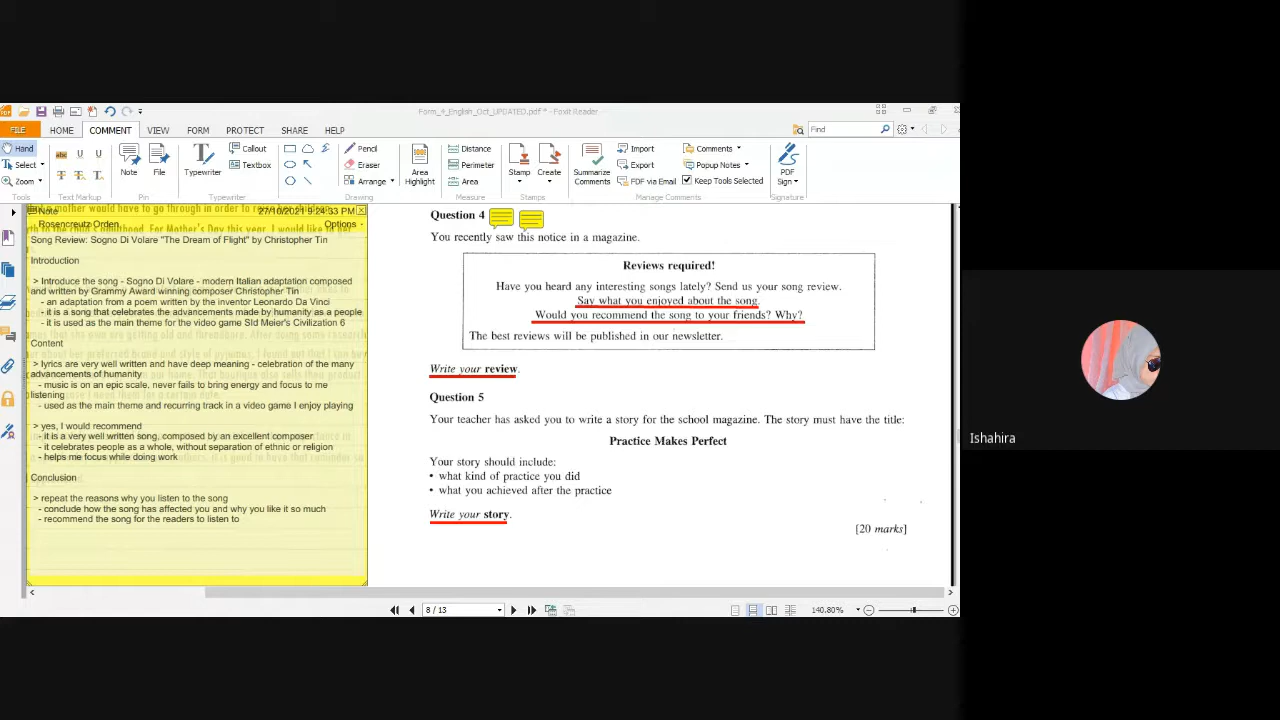 Form_4_English_Oct_UPDATED.pdf * - Foxit Reader
FILE HOME COMMENT VIEW FORM PROTECT SHARE HELP Find
Hand Select Zoom Tools
Text Markup
Note File Pin
Typewriter Callout Textbox Typewriter
Pencil Eraser Arrange Drawing
Area Highlight Distance Perimeter Area Measure
Stamp Create Stamps
Summarize Comments Import Export FDF via Email Comments Popup Notes Keep Tools Selected Manage Comments
PDF Sign Signature
Note 27/10/2021 9:24:33 PM
Rosencreutz Orden Options
Song Review: Sogno Di Volare "The Dream of Flight" by Christopher Tin
Introduction
> Introduce the song - Sogno Di Volare - modern Italian adaptation composed
and written by Grammy Award winning composer Christopher Tin
- an adaptation from a poem written by the inventor Leonardo Da Vinci
- it is a song that celebrates the advancements made by humanity as a people
- it is used as the main theme for the video game SId Meier's Civilization 6
Content
> lyrics are very well written and have deep meaning - celebration of the many
advancements of humanity
- music is on an epic scale, never fails to bring energy and focus to me
listening
- used as the main theme and recurring track in a video game I enjoy playing
> yes, I would recommend
- it is a very well written song, composed by an excellent composer
- it celebrates people as a whole, without separation of ethnic or religion
- helps me focus while doing work
Conclusion
> repeat the reasons why you listen to the song
- conclude how the song has affected you and why you like it so much
- recommend the song for the readers to listen to
Question 4
You recently saw this notice in a magazine.
Reviews required!
Have you heard any interesting songs lately? Send us your song review.
Say what you enjoyed about the song.
Would you recommend the song to your friends? Why?
The best reviews will be published in our newsletter.
Write your review.
Question 5
Your teacher has asked you to write a story for the school magazine. The story must have the title:
Practice Makes Perfect
Your story should include:
• what kind of practice you did
• what you achieved after the practice
Write your story.
[20 marks]
8 / 13
140.80%
Ishahira